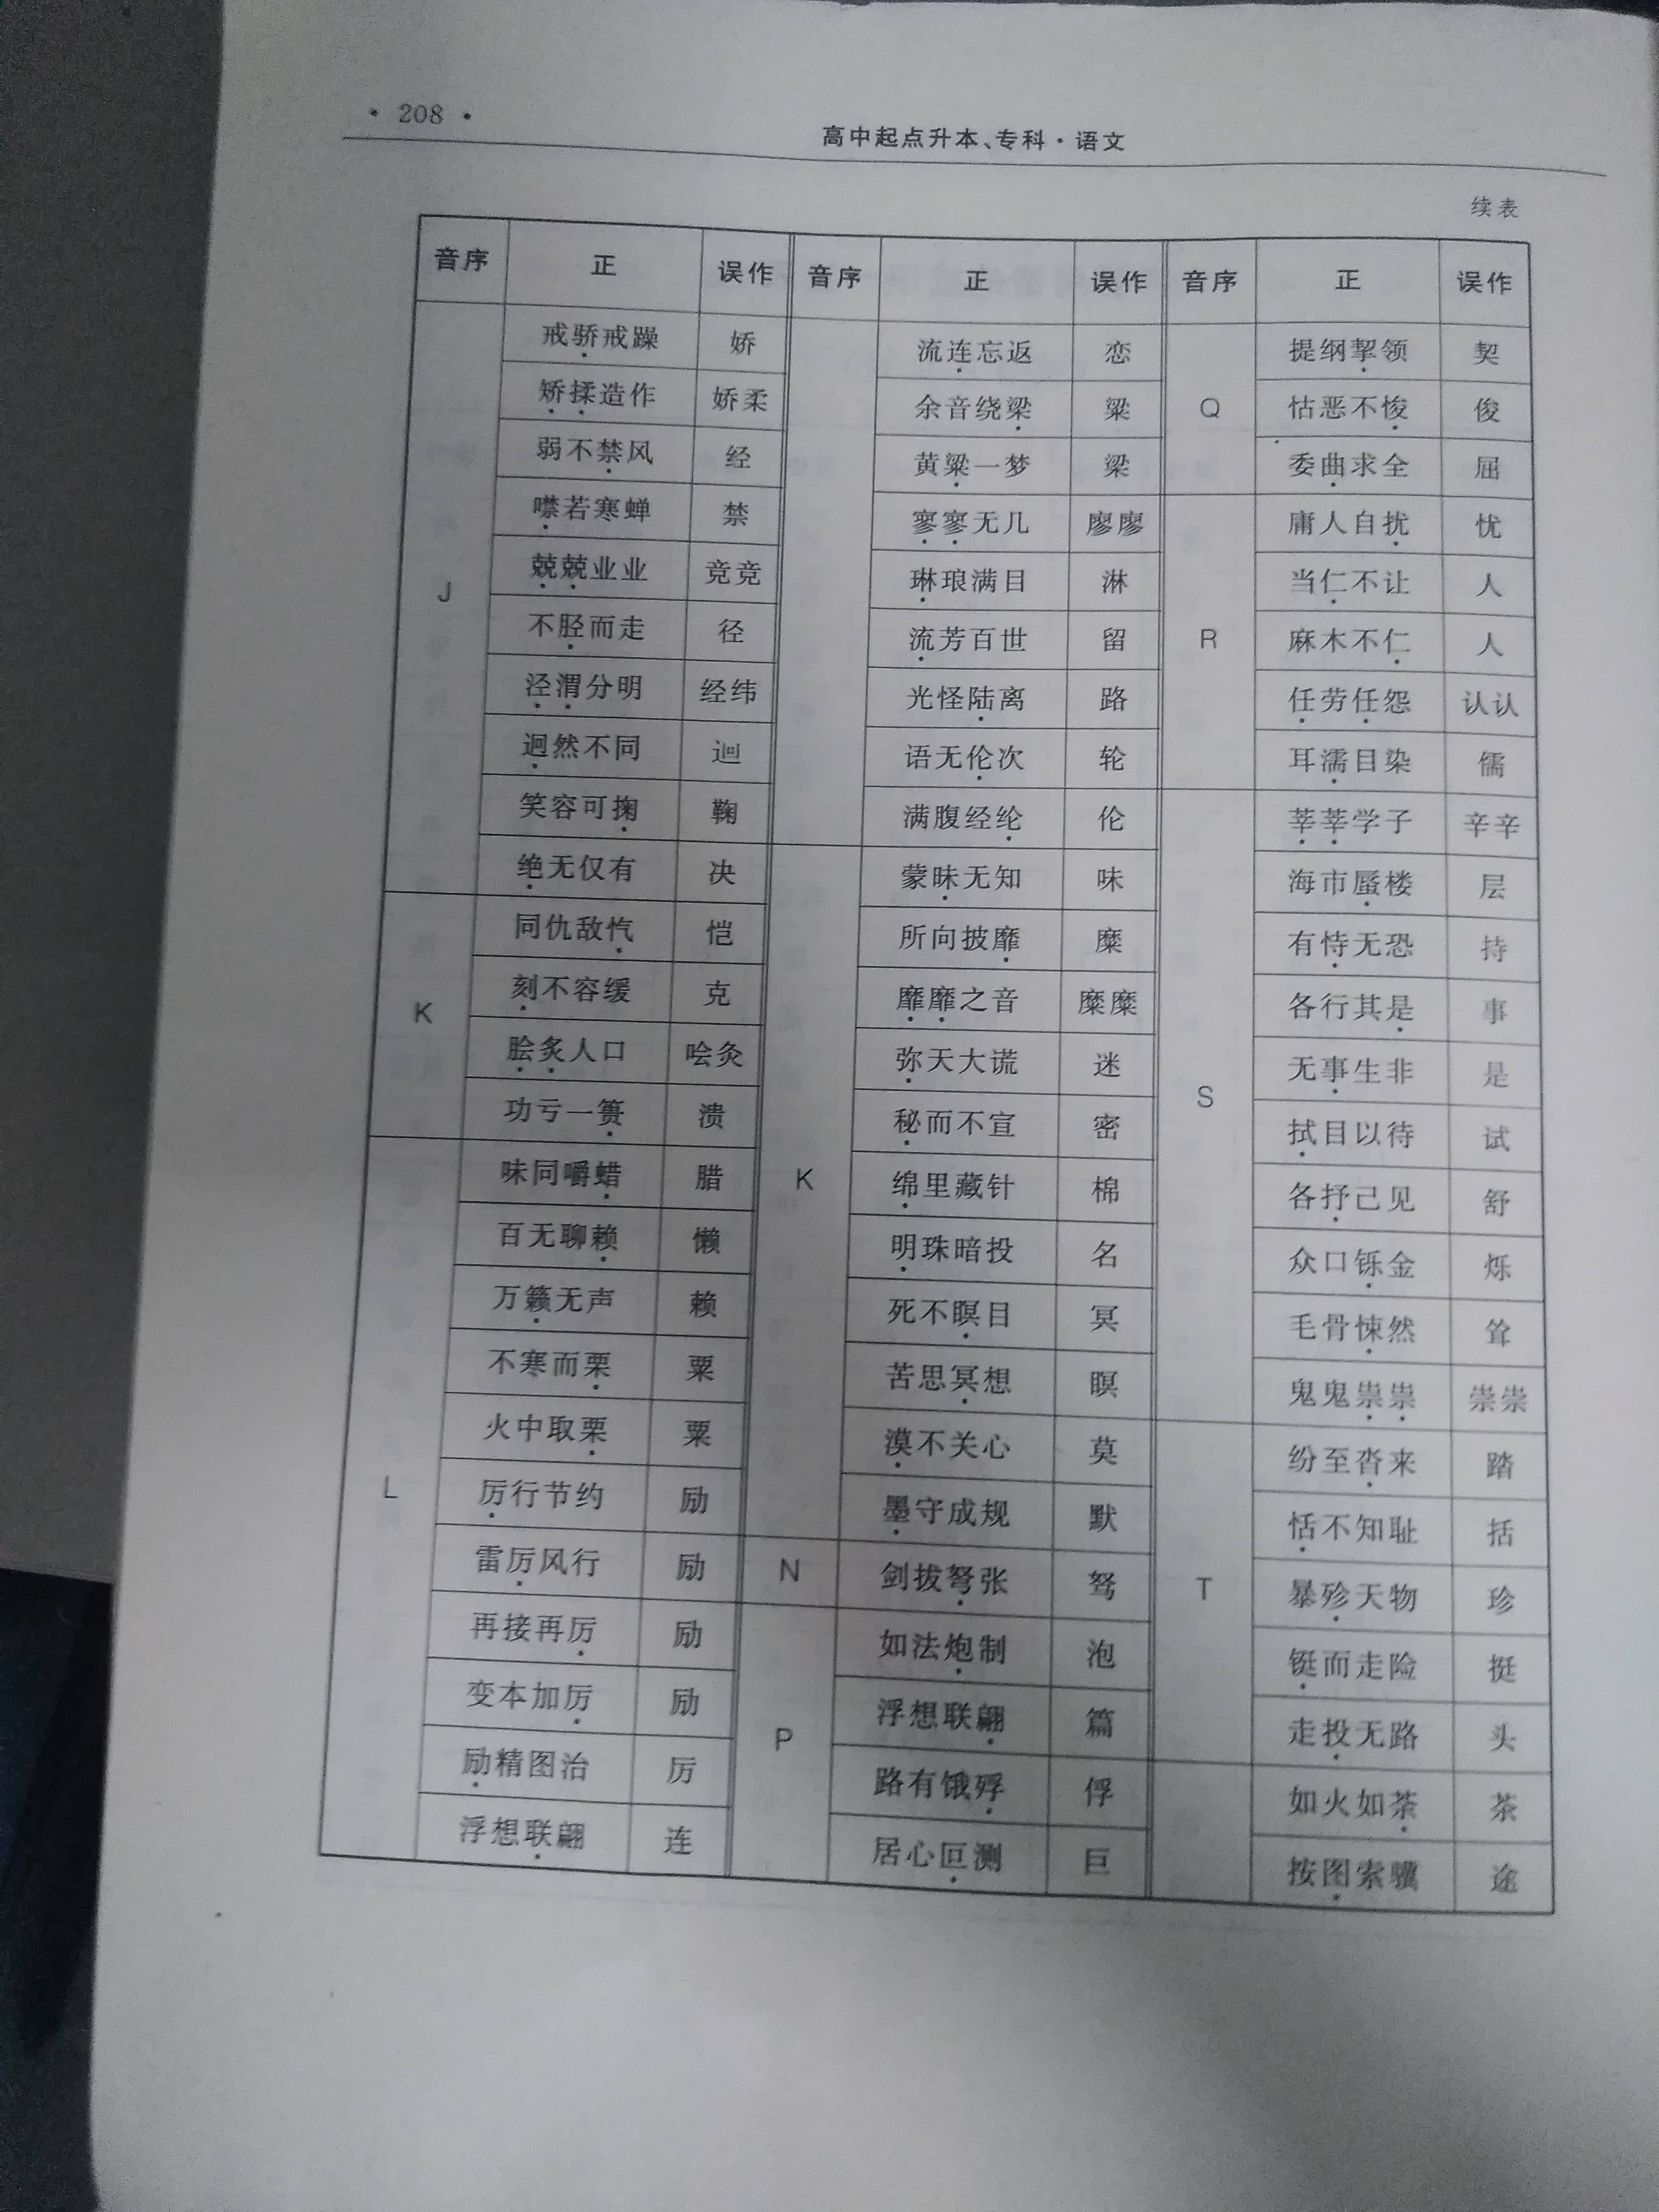 · 208 ·
高中起点升本、专科·语文
续表
音序 正 误作 音序 正 误作 音序 正 误作
戒骄戒躁 娇 流连忘返 恋 提纲挈领 契
矫揉造作 娇柔 余音绕梁 粱 Q 怙恶不悛 俊
弱不禁风 经 黄粱一梦 梁 委曲求全 屈
噤若寒蝉 禁 寥寥无几 廖廖 庸人自扰 忧
J 兢兢业业 竞竞 琳琅满目 淋 当仁不让 人
不胫而走 径 流芳百世 留 R 麻木不仁 人
泾渭分明 经纬 光怪陆离 路 任劳任怨 认认
迥然不同 迴 语无伦次 轮 耳濡目染 儒
笑容可掬 鞠 满腹经纶 伦 莘莘学子 辛辛
绝无仅有 决 蒙昧无知 味 海市蜃楼 层
同仇敌忾 恺 所向披靡 糜 有恃无恐 持
K 刻不容缓 克 靡靡之音 糜糜 各行其是 事
脍炙人口 哙灸 弥天大谎 迷 S 无事生非 是
功亏一篑 溃 秘而不宣 密 拭目以待 试
味同嚼蜡 腊 K 绵里藏针 棉 各抒己见 舒
百无聊赖 懒 明珠暗投 名 众口铄金 烁
万籁无声 赖 死不瞑目 冥 毛骨悚然 耸
不寒而栗 粟 苦思冥想 瞑 鬼鬼祟祟 崇崇
火中取栗 粟 漠不关心 莫 纷至沓来 踏
L 厉行节约 励 墨守成规 默 恬不知耻 括
雷厉风行 励 N 剑拔弩张 驽 T 暴殄天物 珍
再接再厉 励 如法炮制 泡 铤而走险 挺
变本加厉 励 P 浮想联翩 篇 走投无路 头
励精图治 厉 路有饿殍 俘 如火如荼 茶
浮想联翩 连 居心叵测 巨 按图索骥 途